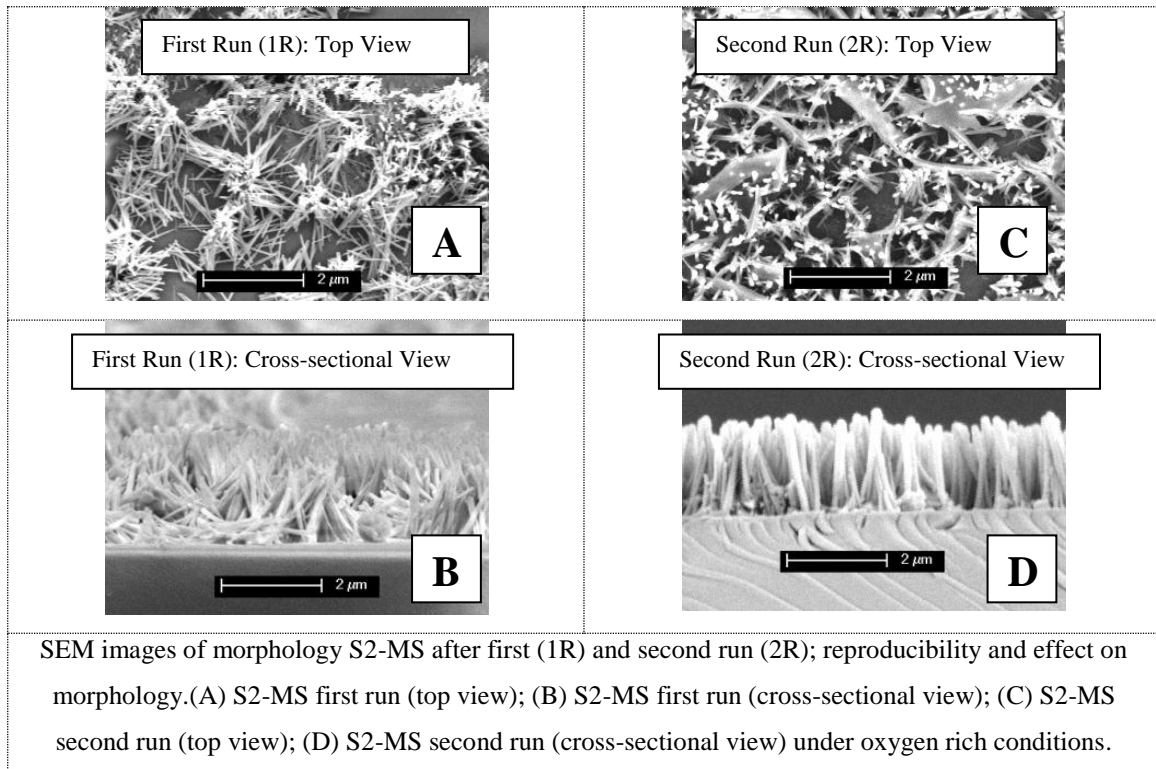 First Run (1R): Top View
A
2 μm
Second Run (2R): Top View
C
2 μm
First Run (1R): Cross-sectional View
B
2 μm
Second Run (2R): Cross-sectional View
D
2 μm
SEM images of morphology S2-MS after first (1R) and second run (2R); reproducibility and effect on
morphology.(A) S2-MS first run (top view); (B) S2-MS first run (cross-sectional view); (C) S2-MS
second run (top view); (D) S2-MS second run (cross-sectional view) under oxygen rich conditions.